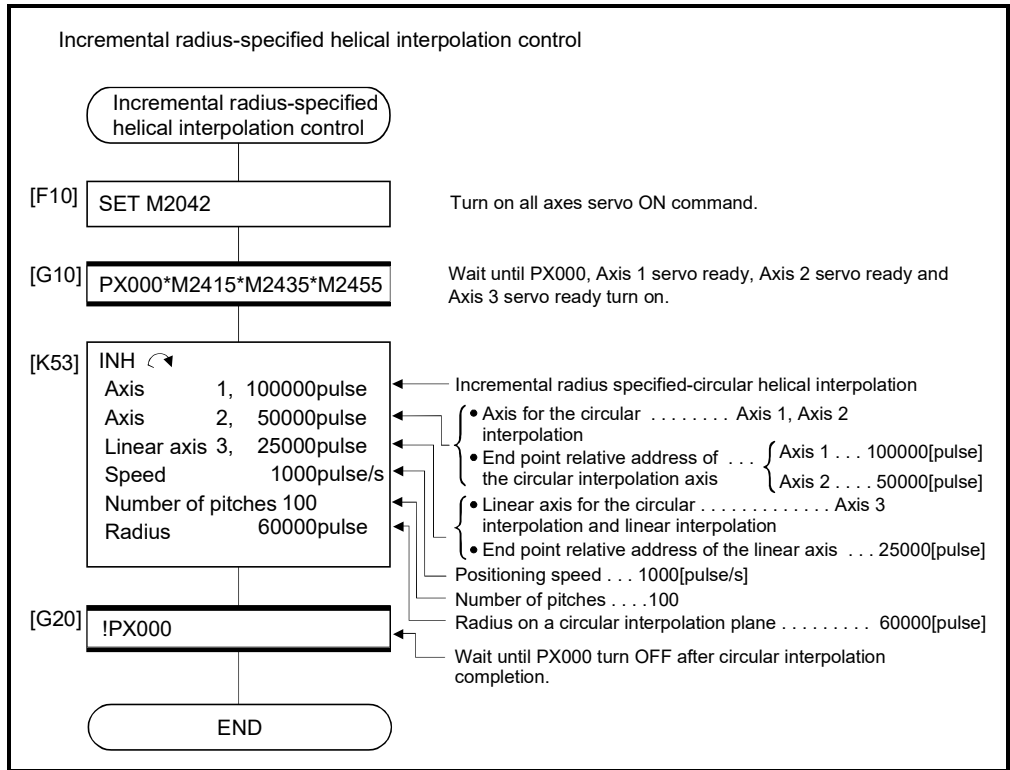 Incremental radius-specified helical interpolation control
Incremental radius-specified
helical interpolation control
[F10] SET M2042
Turn on all axes servo ON command.
[G10] PX000*M2415*M2435*M2455
Wait until PX000, Axis 1 servo ready, Axis 2 servo ready and
Axis 3 servo ready turn on.
[K53] INH
Axis 1, 100000pulse
Axis 2, 50000pulse
Linear axis 3, 25000pulse
Speed 1000pulse/s
Number of pitches 100
Radius 60000pulse
Incremental radius specified-circular helical interpolation
• Axis for the circular . . . . . . . . Axis 1, Axis 2
interpolation
• End point relative address of . . . Axis 1 . . . 100000[pulse]
the circular interpolation axis Axis 2 . . . . 50000[pulse]
• Linear axis for the circular . . . . . . . . . . . . . Axis 3
interpolation and linear interpolation
• End point relative address of the linear axis . . . 25000[pulse]
Positioning speed . . . 1000[pulse/s]
Number of pitches . . . .100
Radius on a circular interpolation plane . . . . . . . . . 60000[pulse]
[G20] !PX000
Wait until PX000 turn OFF after circular interpolation
completion.
END